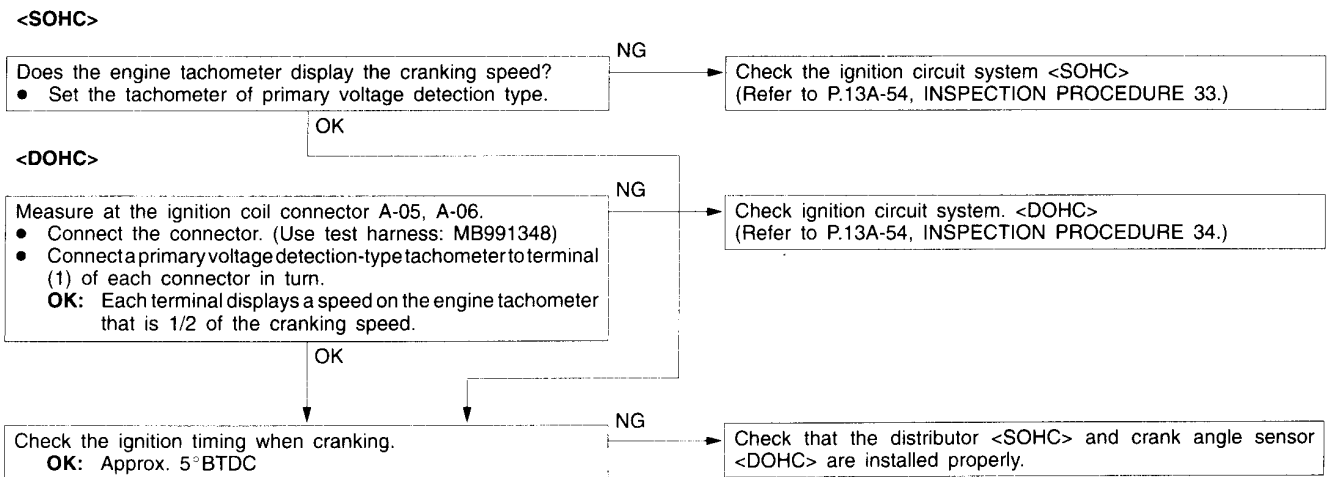 <SOHC>
Does the engine tachometer display the cranking speed?
● Set the tachometer of primary voltage detection type.
NG
Check the ignition circuit system <SOHC>
(Refer to P.13A-54, INSPECTION PROCEDURE 33.)
OK
<DOHC>
Measure at the ignition coil connector A-05, A-06.
● Connect the connector. (Use test harness: MB991348)
● Connect a primary voltage detection-type tachometer to terminal
(1) of each connector in turn.
OK: Each terminal displays a speed on the engine tachometer
that is 1/2 of the cranking speed.
NG
Check ignition circuit system. <DOHC>
(Refer to P.13A-54, INSPECTION PROCEDURE 34.)
OK
Check the ignition timing when cranking.
OK: Approx. 5°BTDC
NG
Check that the distributor <SOHC> and crank angle sensor
<DOHC> are installed properly.